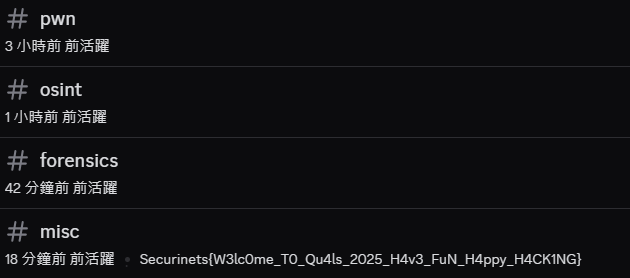 # pwn
3 小時前 前活躍
# osint
1 小時前 前活躍
# forensics
42 分鐘前 前活躍
# misc
18 分鐘前 前活躍 • Securinets{W3lc0me_T0_Qu4ls_2025_H4v3_FuN_H4ppy_H4CK1NG}